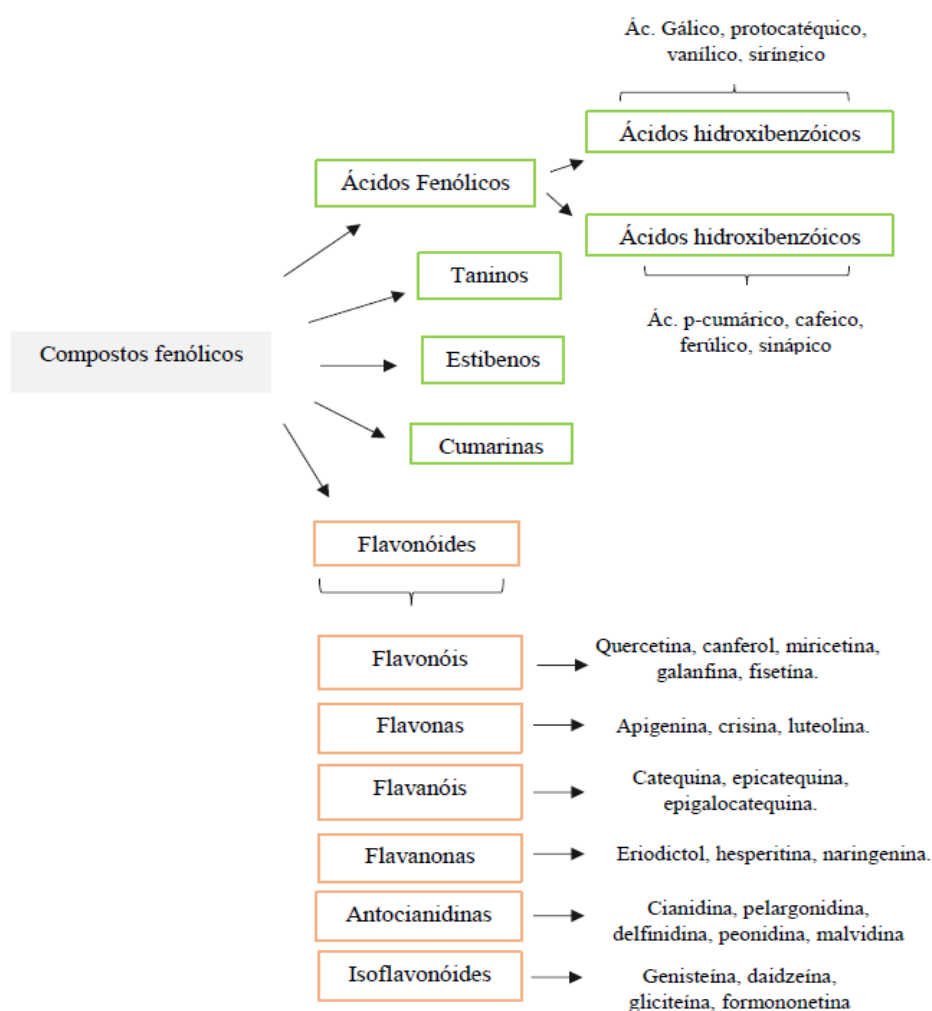 Ác. Gálico, protocatéquico,
vanílico, siríngico
Ácidos hidroxibenzóicos
Ácidos Fenólicos
Ácidos hidroxibenzóicos
Ác. p-cumárico, cafeico,
ferúlico, sinápico
Taninos
Compostos fenólicos
Estibenos
Cumarinas
Flavonóides
Flavonóis
Quercetina, canferol, miricetina,
galanfina, fisetína.
Flavonas
Apigenina, crisina, luteolina.
Flavanóis
Catequina, epicatequina,
epigalocatequina.
Flavanonas
Eriodictol, hesperitina, naringenina.
Antocianidinas
Cianidina, pelargonidina,
delfinidina, peonidina, malvidina
Isoflavonóides
Genisteína, daidzeína,
gliciteína, formononetina